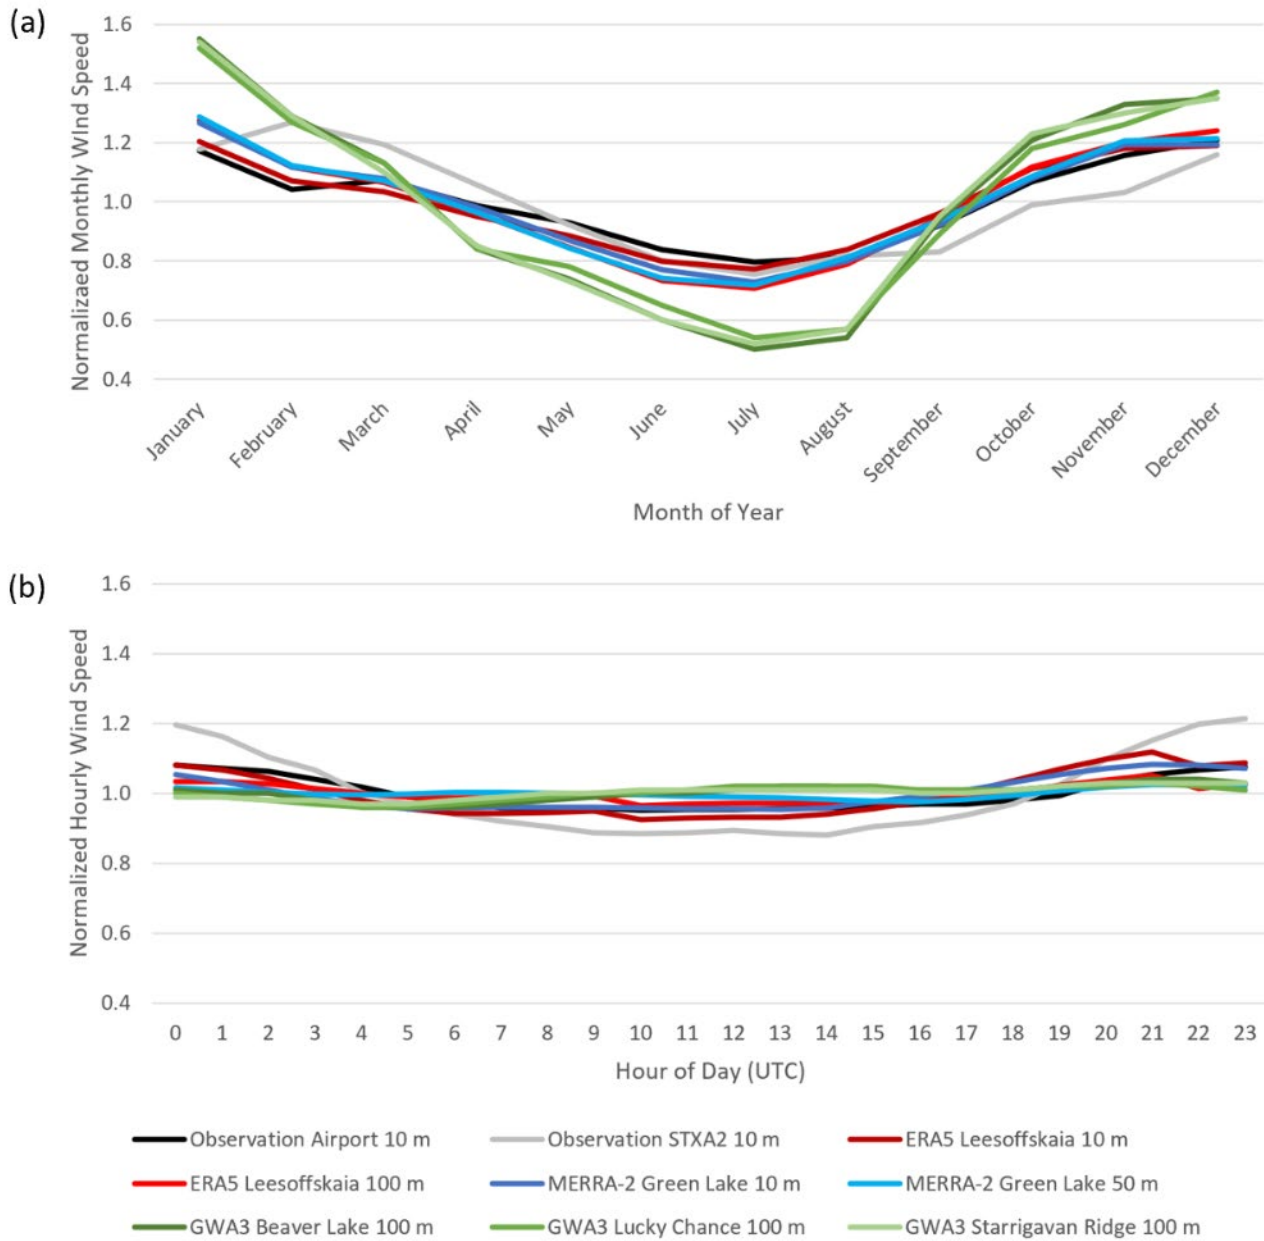 (a)
Normalizaed Monthly WInd Speed
1.6
1.4
1.2
1.0
0.8
0.6
0.4
January February March April May June July August September October November December
Month of Year
(b)
Normalized Hourly Wind Speed
1.6
1.4
1.2
1.0
0.8
0.6
0.4
0 1 2 3 4 5 6 7 8 9 10 11 12 13 14 15 16 17 18 19 20 21 22 23
Hour of Day (UTC)
Observation Airport 10 m Observation STXA2 10 m ERA5 Leesoffskaia 10 m
ERA5 Leesoffskaia 100 m MERRA-2 Green Lake 10 m MERRA-2 Green Lake 50 m
GWA3 Beaver Lake 100 m GWA3 Lucky Chance 100 m GWA3 Starrigavan Ridge 100 m